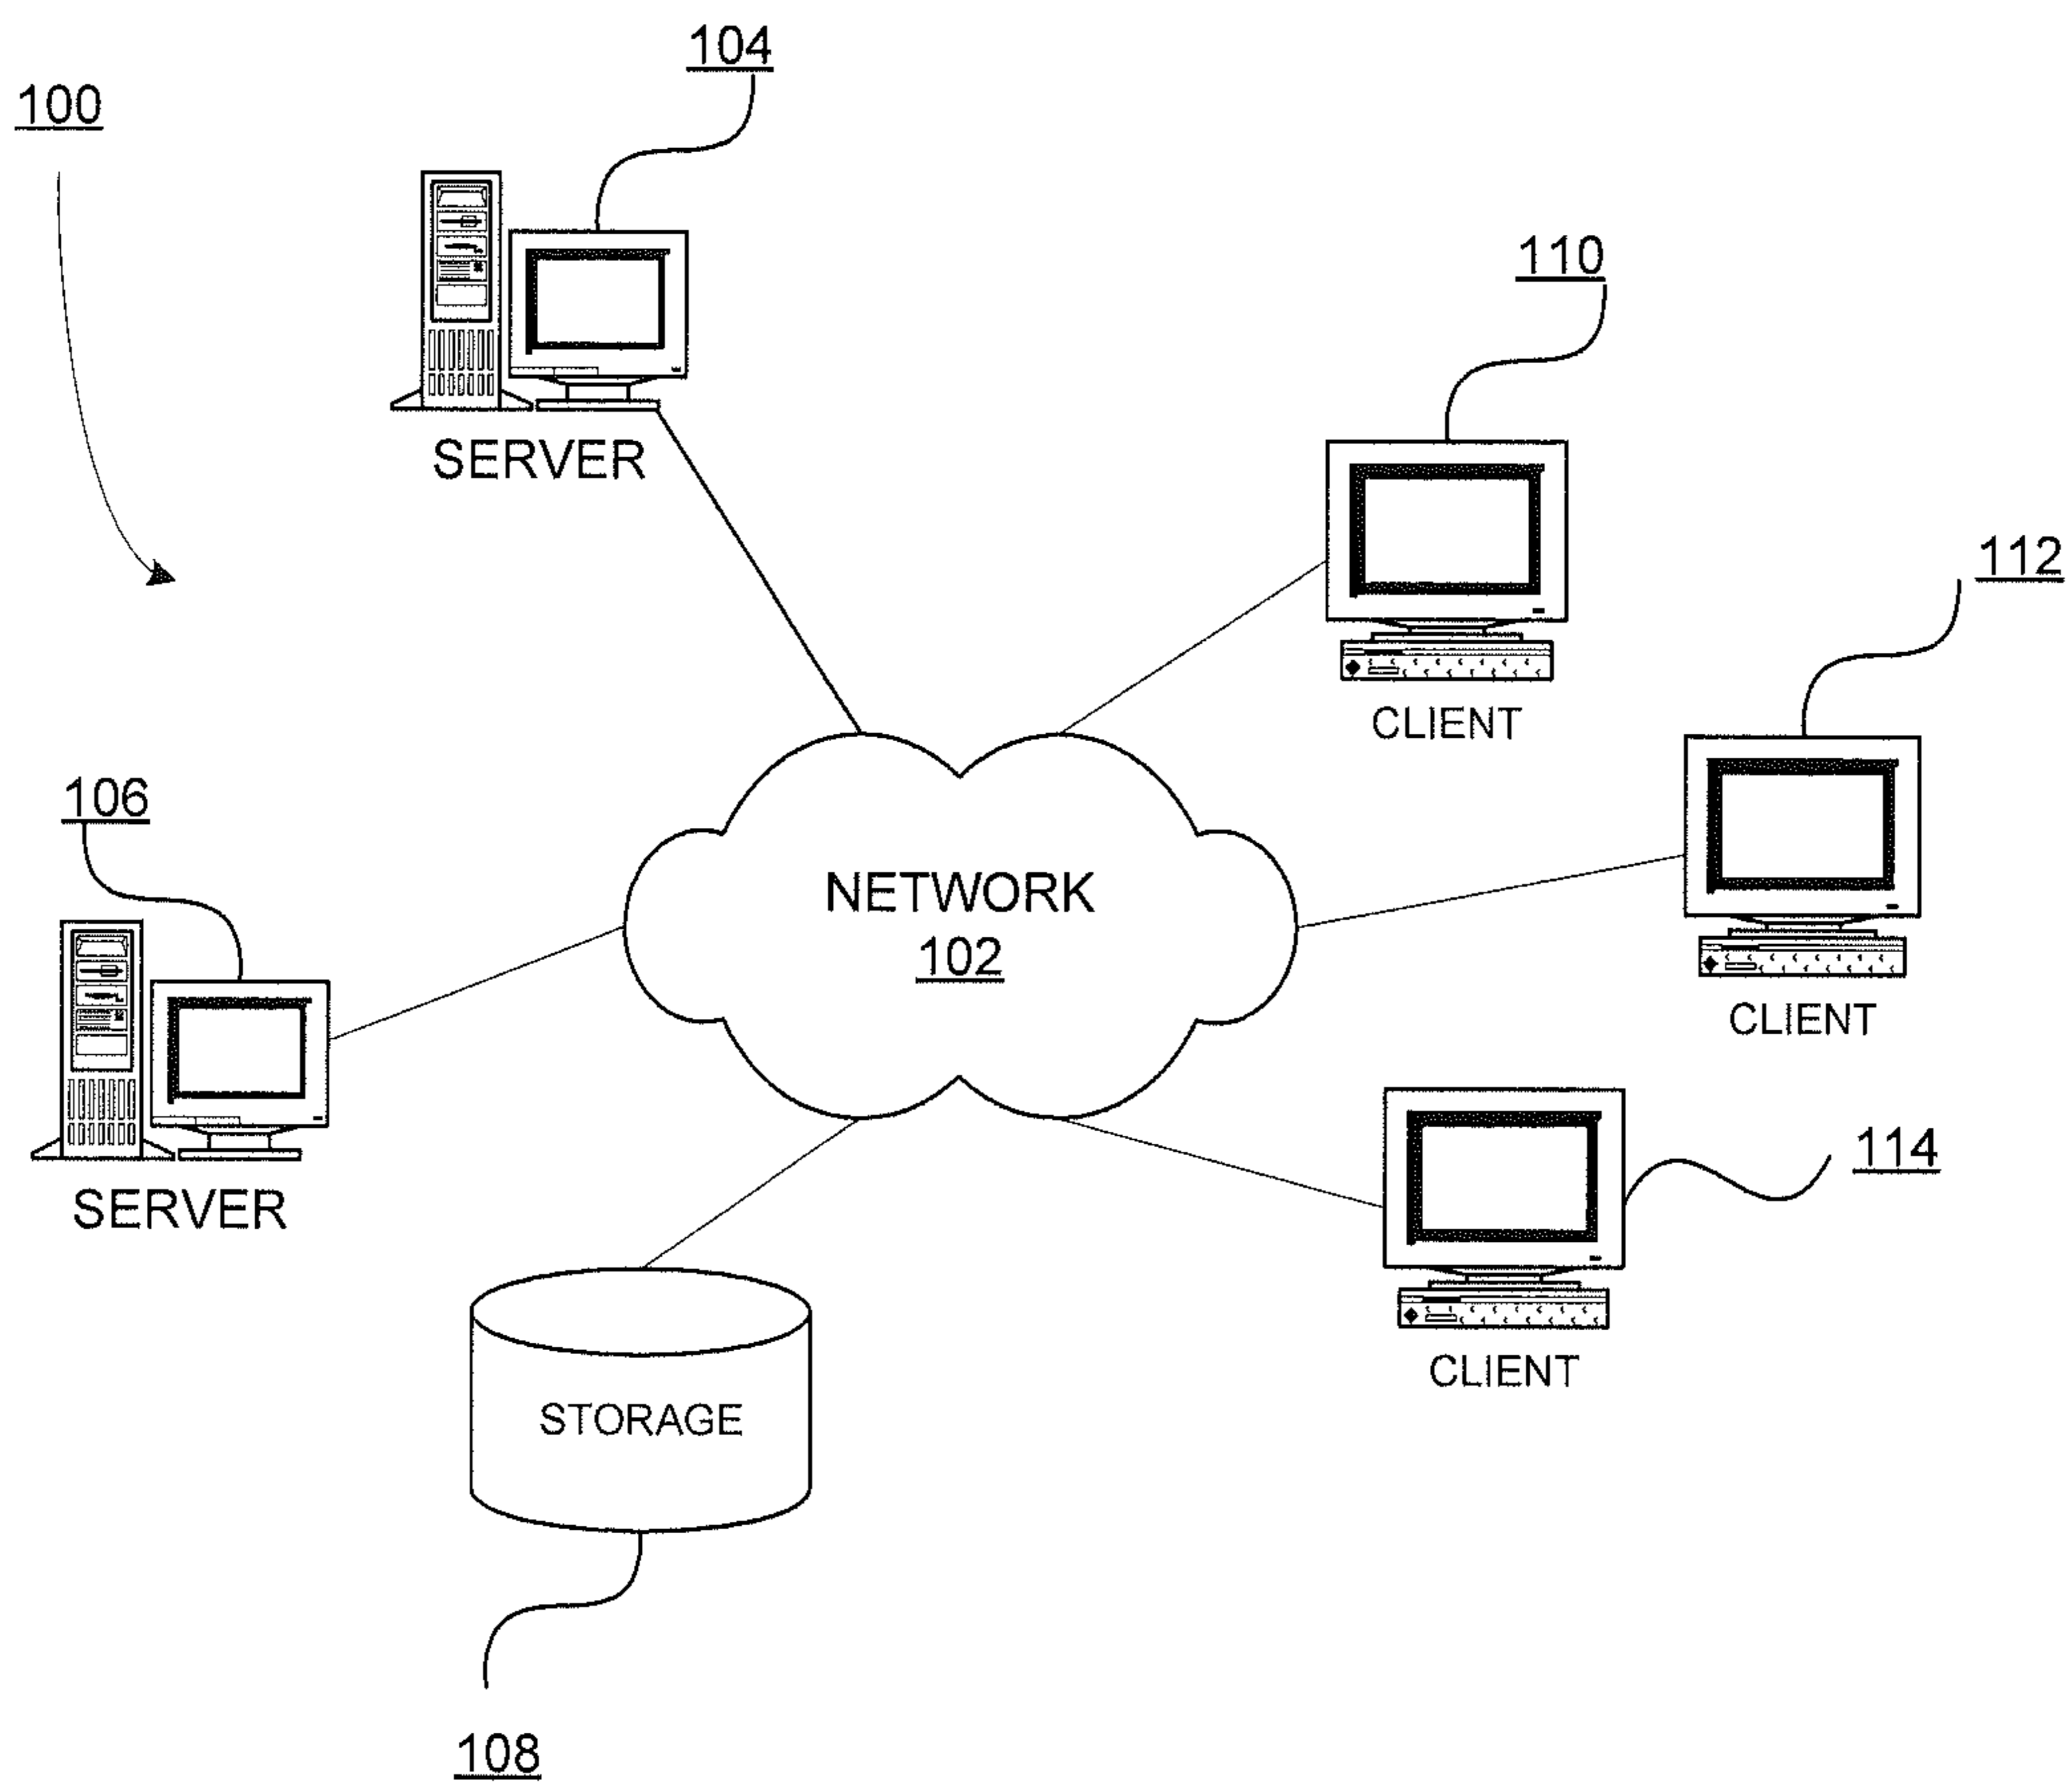 104
100
SERVER
110
CLIENT
112
CLIENT
106
SERVER
NETWORK
102
114
CLIENT
STORAGE
108